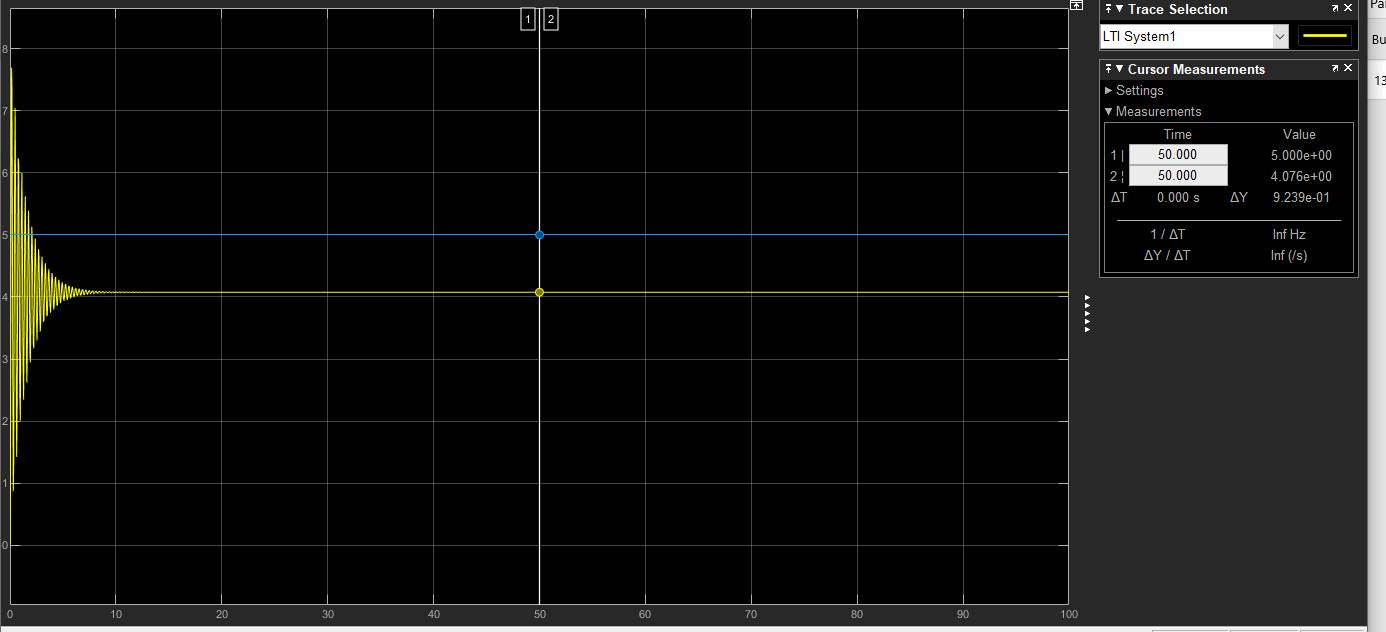 1 2
8
7
6
5
4
3
2
1
0
0 10 20 30 40 50 60 70 80 90 100
Trace Selection
LTI System1
Cursor Measurements
Settings
Measurements
Time Value
1 | 50.000 5.000e+00
2 ¦ 50.000 4.076e+00
ΔT 0.000 s ΔY 9.239e-01
1 / ΔT Inf Hz
ΔY / ΔT Inf (/s)
Bu
13